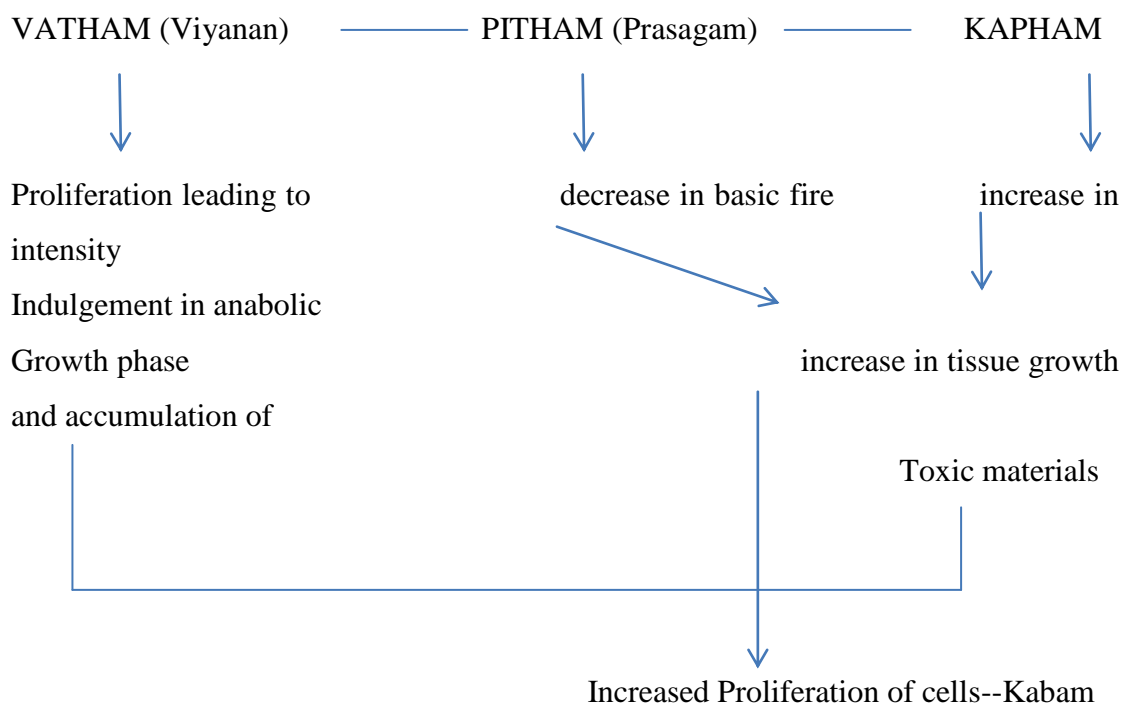 VATHAM (Viyanan) PITHAM (Prasagam) KAPHAM
Proliferation leading to decrease in basic fire increase in
intensity
Indulgement in anabolic
Growth phase increase in tissue growth
and accumulation of
Toxic materials
Increased Proliferation of cells--Kabam